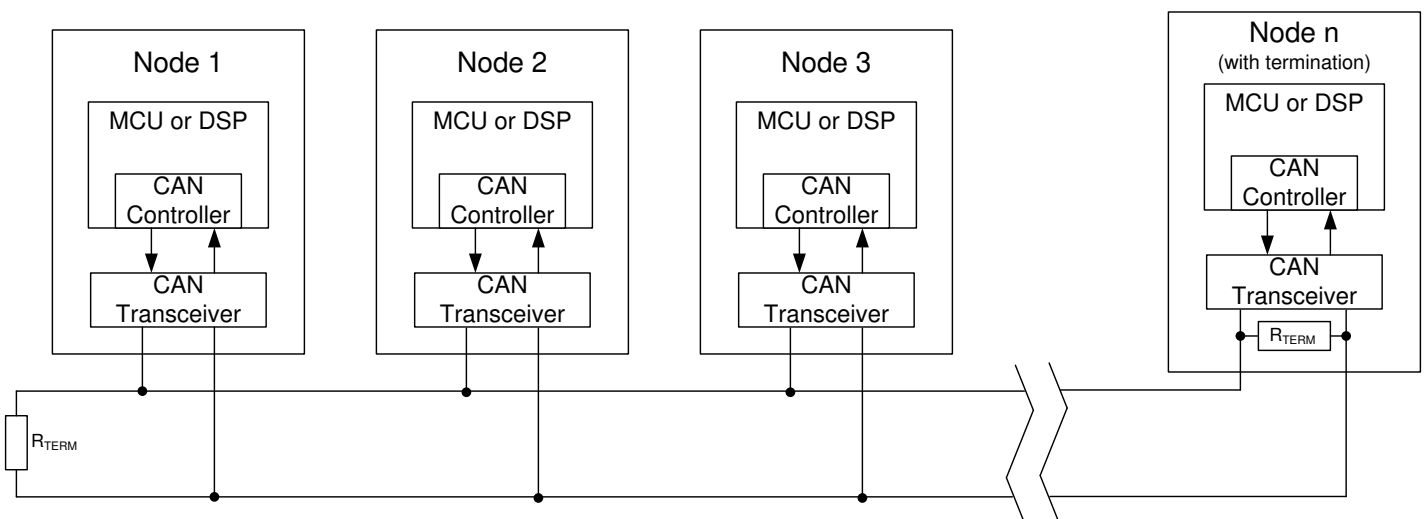 Node 1
MCU or DSP
CAN
Controller
CAN
Transceiver
Node 2
MCU or DSP
CAN
Controller
CAN
Transceiver
Node 3
MCU or DSP
CAN
Controller
CAN
Transceiver
Node n
(with termination)
MCU or DSP
CAN
Controller
CAN
Transceiver
RTERM
RTERM